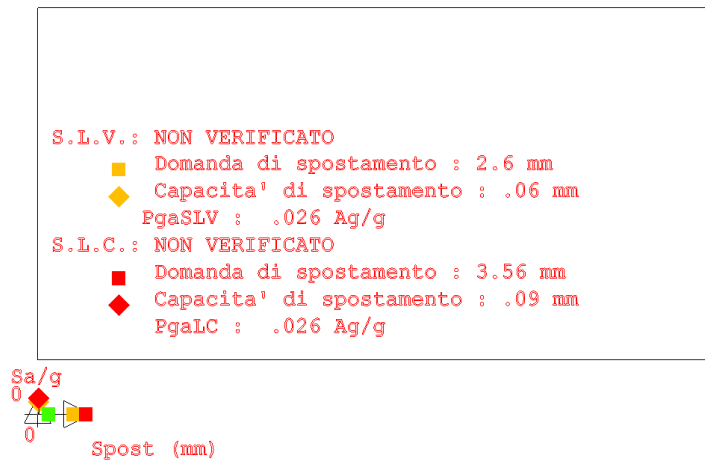 S.L.V.: NON VERIFICATO
Domanda di spostamento : 2.6 mm
Capacita' di spostamento : .06 mm
PgaSLV : .026 Ag/g
S.L.C.: NON VERIFICATO
Domanda di spostamento : 3.56 mm
Capacita' di spostamento : .09 mm
PgaLC : .026 Ag/g
Sa/g
0
0
Spost (mm)